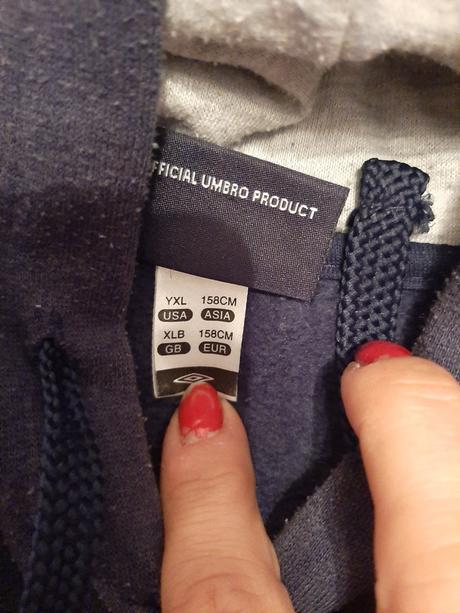 FFICIAL UMBRO PRODUCT
YXL 158CM
USA ASIA
XLB 158CM
GB EUR